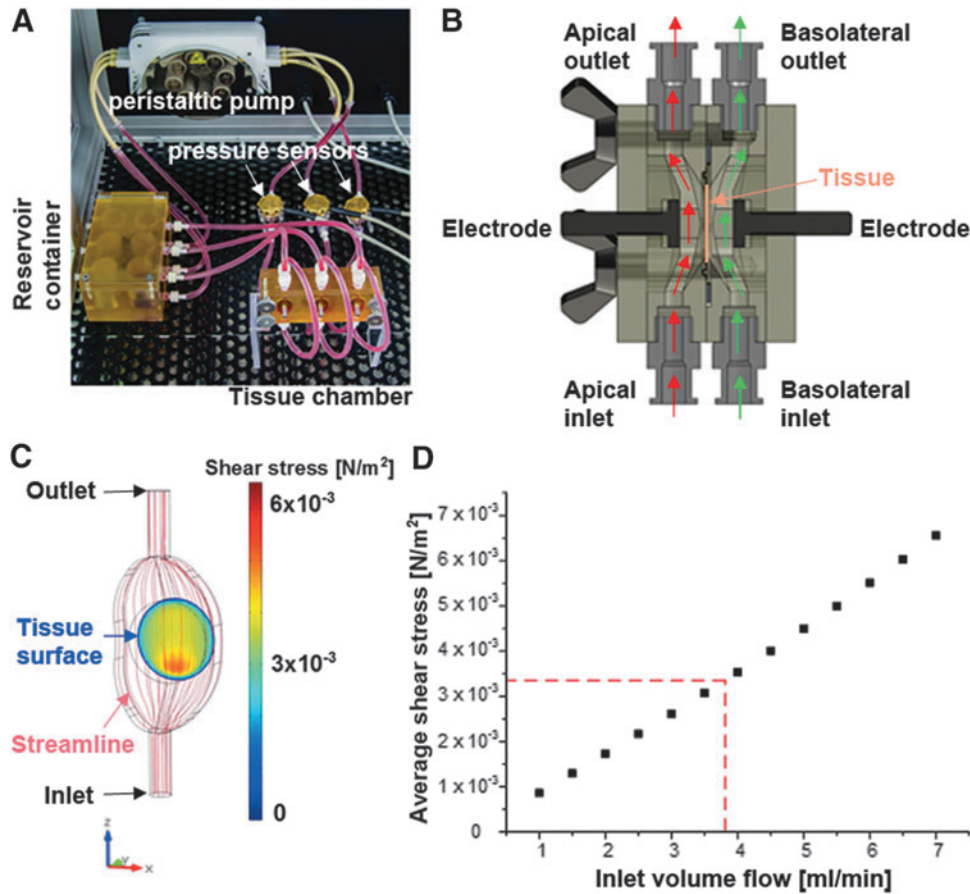 A
peristaltic pump
pressure sensors
Reservoir
container
Tissue chamber
B
Apical
outlet
Basolateral
outlet
Tissue
Electrode
Electrode
Apical
inlet
Basolateral
inlet
C
Shear stress [N/m²]
Outlet
6x10⁻³
Tissue
surface
3x10⁻³
Streamline
Inlet
0
z
Y
X
D
Average shear stress [N/m²]
7 x 10⁻³
6 x 10⁻³
5 x 10⁻³
4 x 10⁻³
3 x 10⁻³
2 x 10⁻³
1 x 10⁻³
0
1 2 3 4 5 6 7
Inlet volume flow [ml/min]